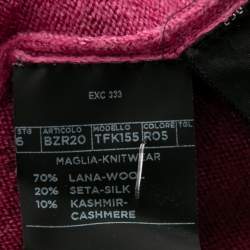 EXC 333
STG ARTICOLO MODELLO COLORE TGL
6 BZR20 TFK155 R05
MAGLIA-KNITWEAR
70% LANA-WOOL
20% SETA-SILK
10% KASHMIR-
CASHMERE